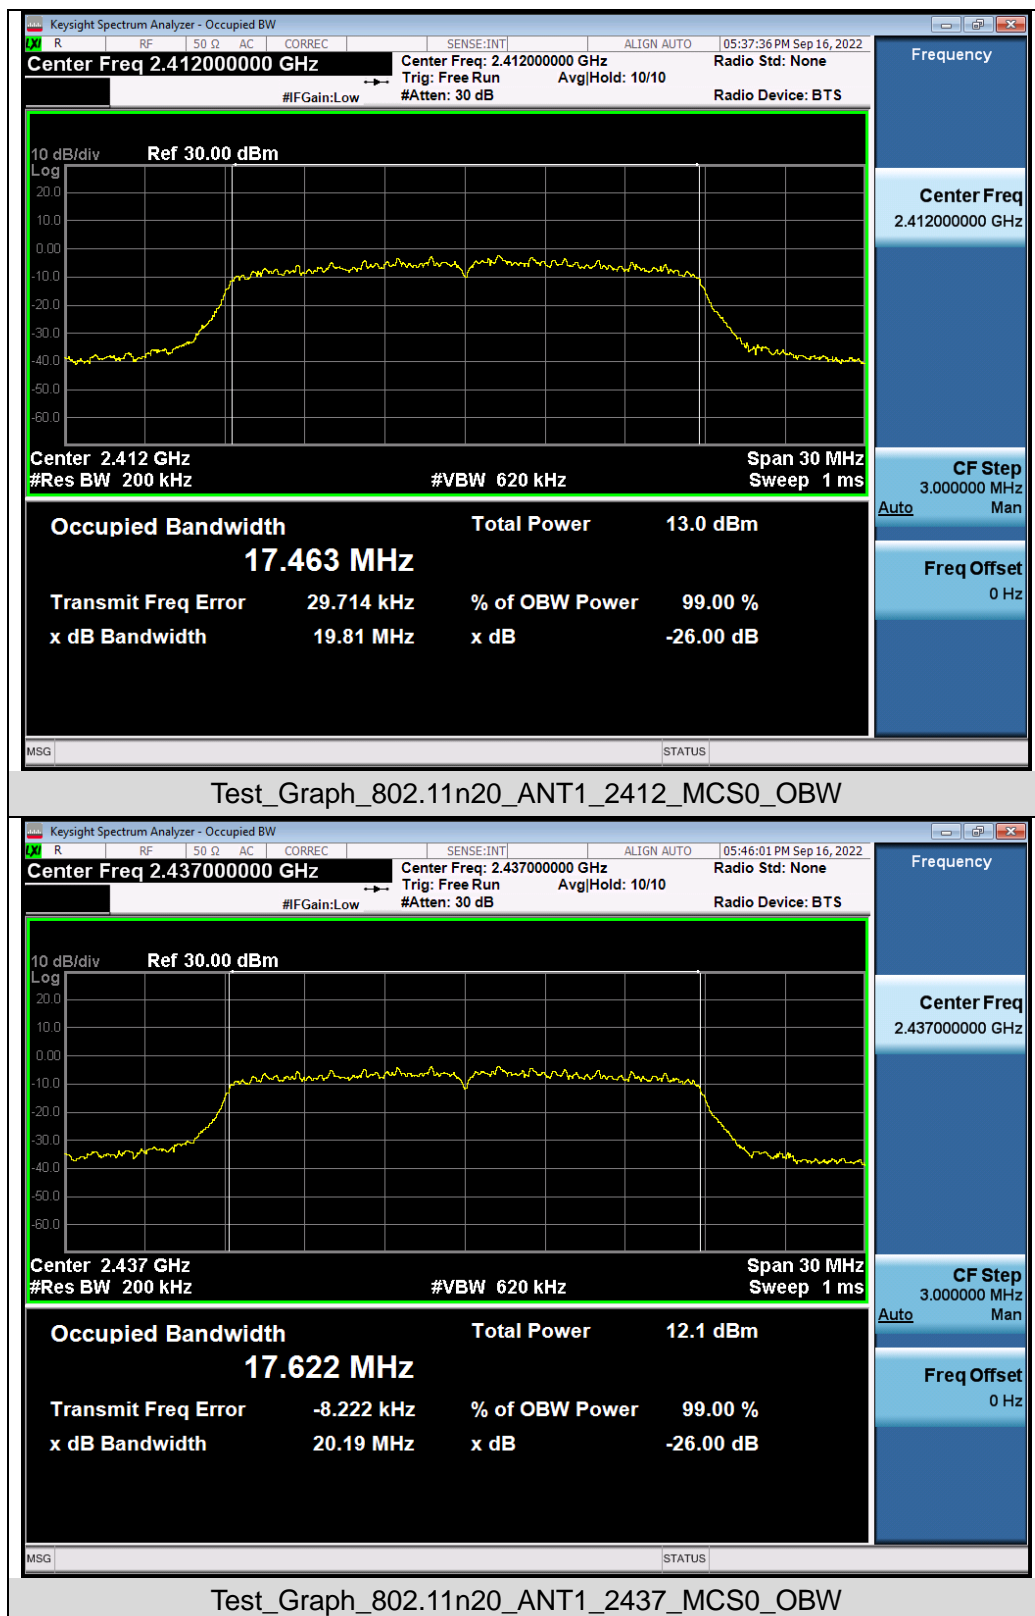 Keysight Spectrum Analyzer - Occupied BW
LXI R RF 50 Ω AC CORREC SENSE:INT ALIGN AUTO 05:37:36 PM Sep 16, 2022
Center Freq 2.412000000 GHz
Center Freq: 2.412000000 GHz Radio Std: None
Trig: Free Run Avg|Hold: 10/10
#IFGain:Low #Atten: 30 dB Radio Device: BTS
Frequency
10 dB/div Ref 30.00 dBm
Log
20.0
10.0
0.00
-10.0
-20.0
-30.0
-40.0
-50.0
-60.0
Center 2.412 GHz Span 30 MHz
#Res BW 200 kHz #VBW 620 kHz Sweep 1 ms
Center Freq
2.412000000 GHz
CF Step
3.000000 MHz
Auto Man
Freq Offset
0 Hz
Occupied Bandwidth Total Power 13.0 dBm
17.463 MHz
Transmit Freq Error 29.714 kHz % of OBW Power 99.00 %
x dB Bandwidth 19.81 MHz x dB -26.00 dB
MSG STATUS
Test_Graph_802.11n20_ANT1_2412_MCS0_OBW
Keysight Spectrum Analyzer - Occupied BW
LXI R RF 50 Ω AC CORREC SENSE:INT ALIGN AUTO 05:46:01 PM Sep 16, 2022
Center Freq 2.437000000 GHz
Center Freq: 2.437000000 GHz Radio Std: None
Trig: Free Run Avg|Hold: 10/10
#IFGain:Low #Atten: 30 dB Radio Device: BTS
Frequency
10 dB/div Ref 30.00 dBm
Log
20.0
10.0
0.00
-10.0
-20.0
-30.0
-40.0
-50.0
-60.0
Center 2.437 GHz Span 30 MHz
#Res BW 200 kHz #VBW 620 kHz Sweep 1 ms
Center Freq
2.437000000 GHz
CF Step
3.000000 MHz
Auto Man
Freq Offset
0 Hz
Occupied Bandwidth Total Power 12.1 dBm
17.622 MHz
Transmit Freq Error -8.222 kHz % of OBW Power 99.00 %
x dB Bandwidth 20.19 MHz x dB -26.00 dB
MSG STATUS
Test_Graph_802.11n20_ANT1_2437_MCS0_OBW